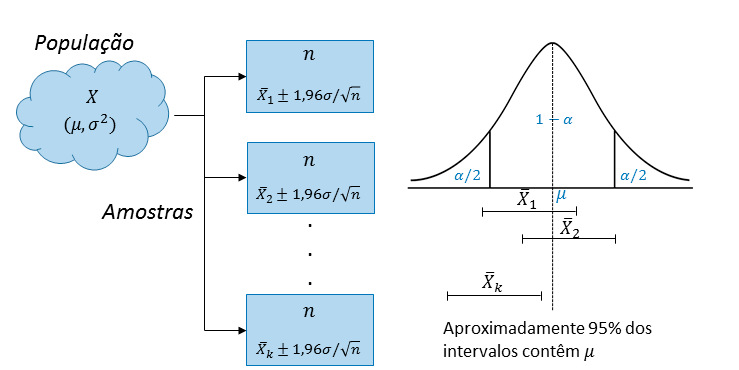 População
X
(μ, σ²)
Amostras
n
X̄₁ ± 1,96σ/√n
n
X̄₂ ± 1,96σ/√n
.
.
.
n
X̄ₖ ± 1,96σ/√n
1 − α
α/2
α/2
μ
X̄₁
X̄₂
X̄ₖ
Aproximadamente 95% dos
intervalos contêm μ